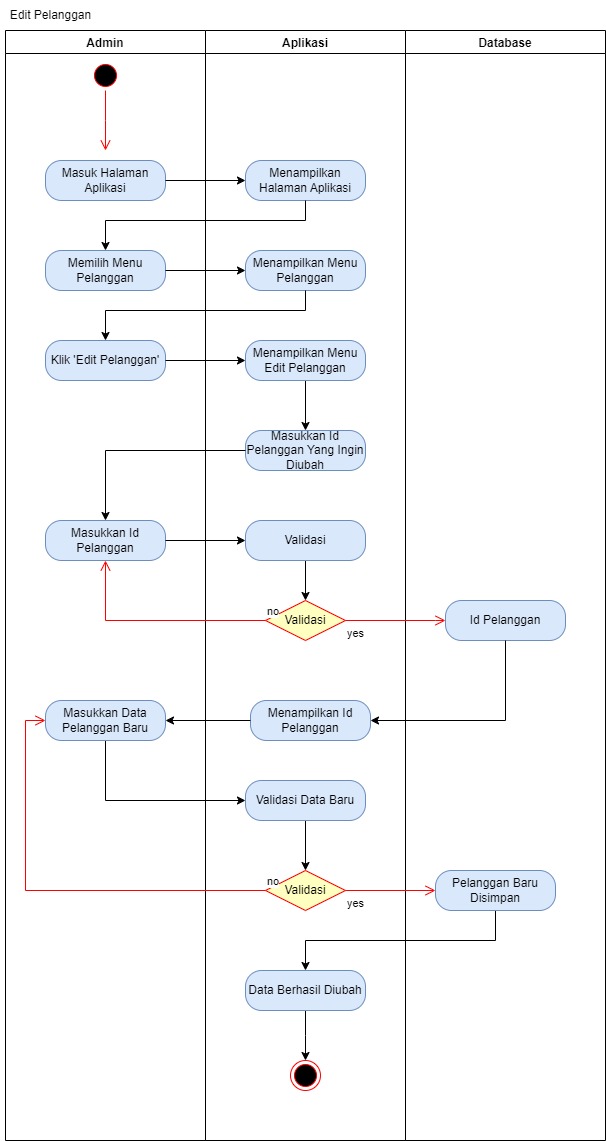 Edit Pelanggan
Admin
Aplikasi
Database
Masuk Halaman
Aplikasi
Menampilkan
Halaman Aplikasi
Memilih Menu
Pelanggan
Menampilkan Menu
Pelanggan
Klik 'Edit Pelanggan'
Menampilkan Menu
Edit Pelanggan
Masukkan Id
Pelanggan Yang Ingin
Diubah
Masukkan Id
Pelanggan
Validasi
no
Validasi
yes
Id Pelanggan
Masukkan Data
Pelanggan Baru
Menampilkan Id
Pelanggan
Validasi Data Baru
no
Validasi
yes
Pelanggan Baru
Disimpan
Data Berhasil Diubah